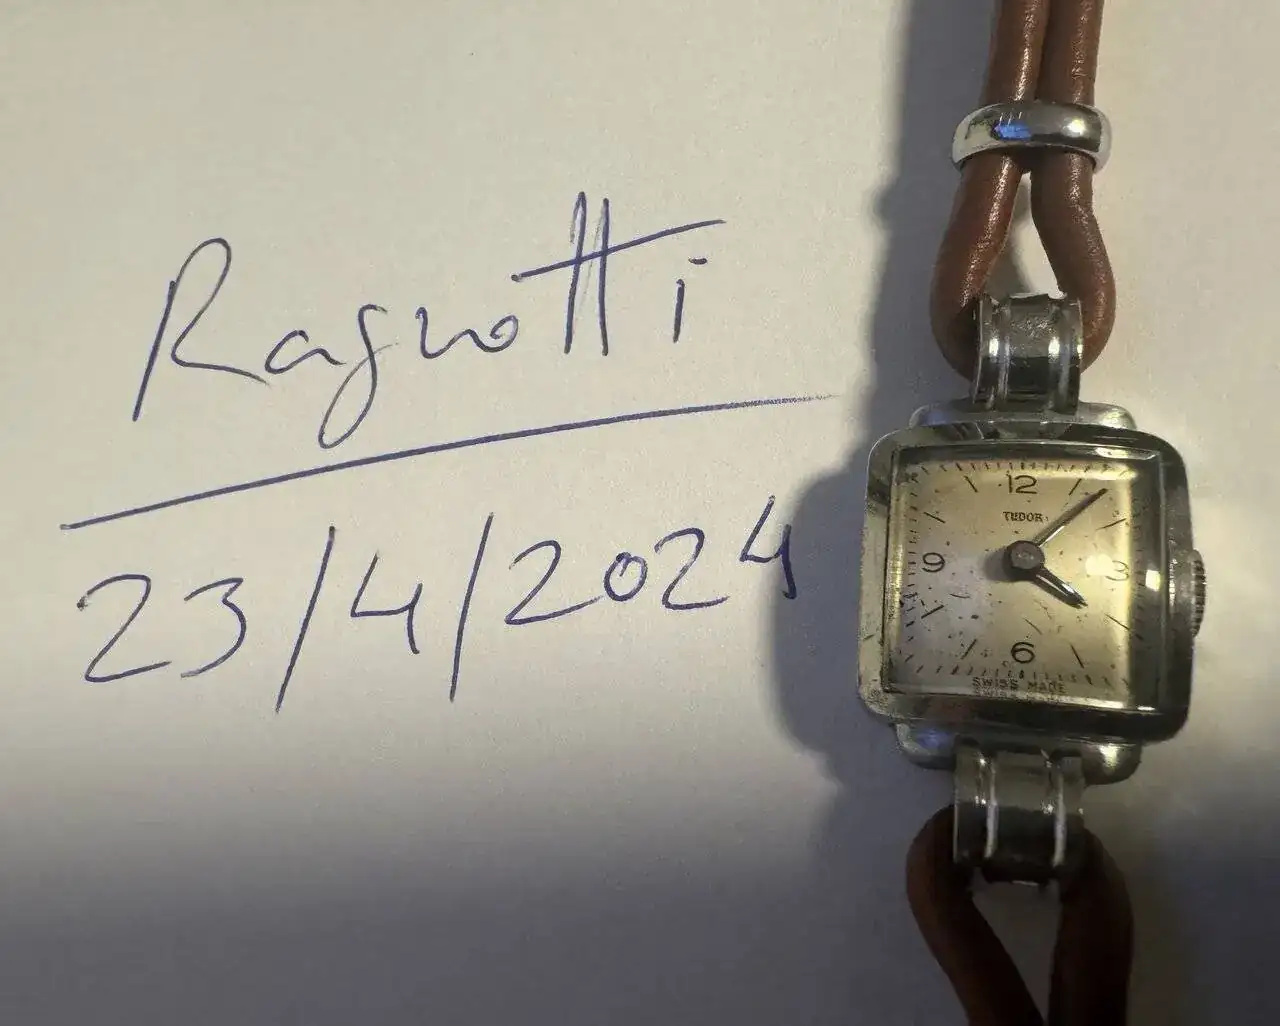 Ragnotti
23/4/2024
12
TUDOR
9
3
6
SWISS MADE